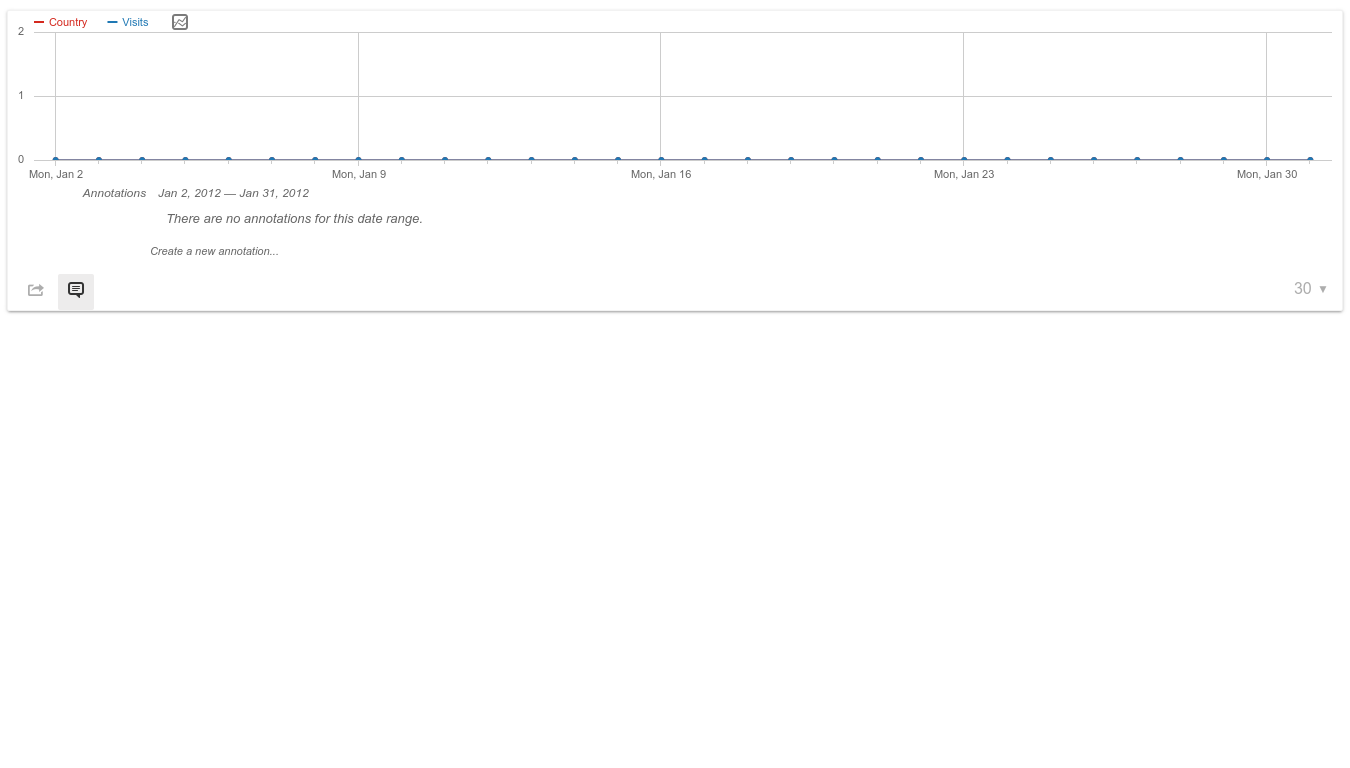 Country Visits
2
1
0
Mon, Jan 2 Mon, Jan 9 Mon, Jan 16 Mon, Jan 23 Mon, Jan 30
Annotations Jan 2, 2012 — Jan 31, 2012
There are no annotations for this date range.
Create a new annotation...
30 ▼